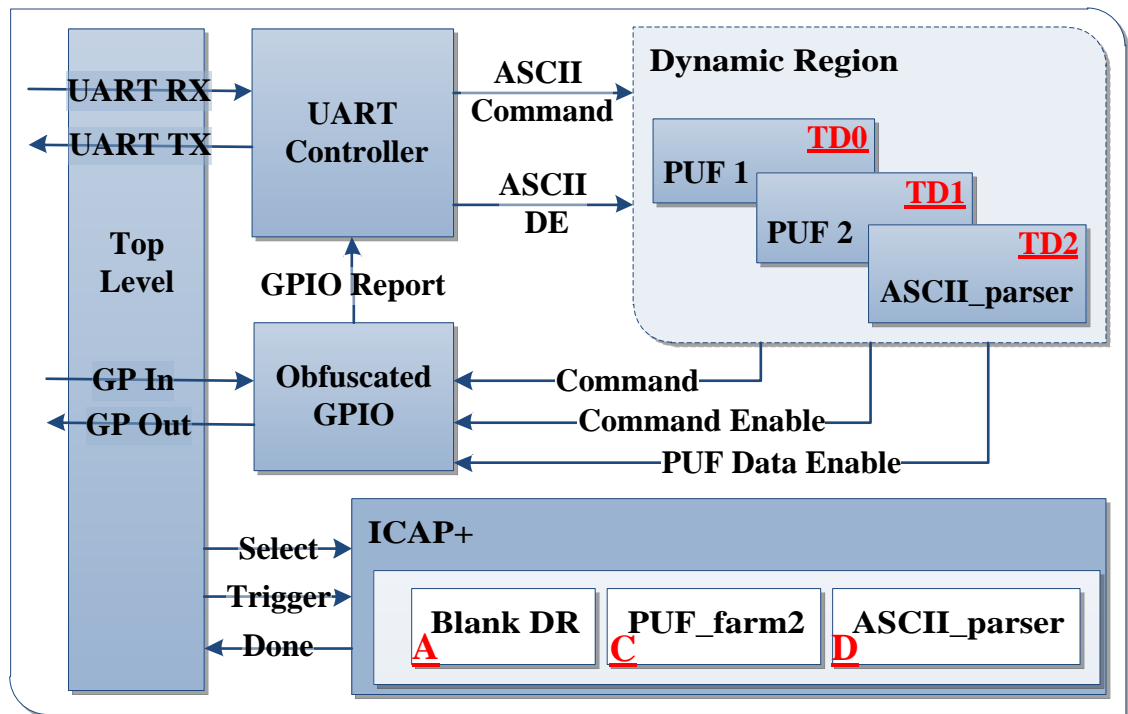 UART RX
UART TX
Top
Level
GP In
GP Out
UART
Controller
ASCII
Command
ASCII
DE
GPIO Report
Obfuscated
GPIO
Dynamic Region
TD0
PUF 1
TD1
PUF 2
TD2
ASCII_parser
Command
Command Enable
PUF Data Enable
Select
Trigger
Done
ICAP+
Blank DR
A
PUF_farm2
C
ASCII_parser
D